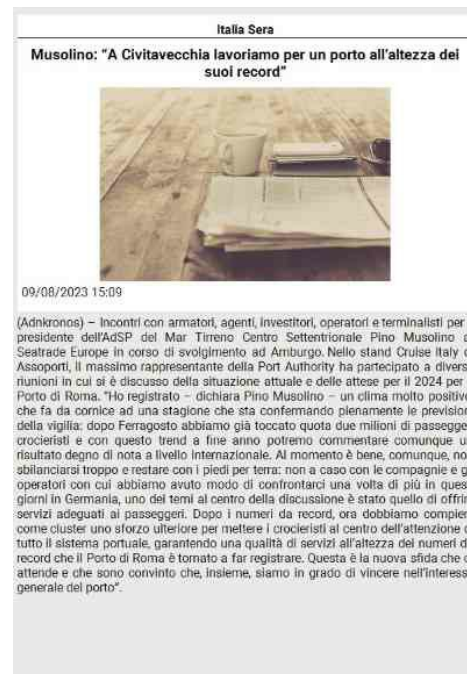 Italia Sera
Musolino: “A Civitavecchia lavoriamo per un porto all’altezza dei
suoi record”
09/08/2023 15:09
(Adnkronos) – Incontri con armatori, agenti, investitori, operatori e terminalisti per
presidente dell’AdSP del Mar Tirreno Centro Settentrionale Pino Musolino
Seatrade Europe in corso di svolgimento ad Amburgo. Nello stand Cruise Italy
Assoporti, il massimo rappresentante della Port Authority ha partecipato a
riunioni in cui si è discusso della situazione attuale e delle attese per il 2024 per
Porto di Roma. “Ho registrato – dichiara Pino Musolino – un clima molto
che fa da cornice ad una stagione che sta confermando pienamente le
della vigilia: dopo Ferragosto abbiamo già toccato quota due milioni di
crocieristi e con questo trend a fine anno potremo commentare comunque
risultato degno di nota a livello internazionale. Al momento è bene, comunque,
sbilanciarsi troppo e restare con i piedi per terra: non a caso con le compagnie e
operatori con cui abbiamo avuto modo di confrontarci una volta di più in
giorni in Germania, uno dei temi al centro della discussione è stato quello di
servizi adeguati ai passeggeri. Dopo i numeri da record, ora dobbiamo
come cluster uno sforzo ulteriore per mettere i crocieristi al centro dell’attenzione
tutto il sistema portuale, garantendo una qualità di servizi all’altezza dei numeri
record che il Porto di Roma è tornato a far registrare. Questa è la nuova sfida che
attende e che sono convinto che, insieme, siamo in grado di vincere
generale del porto”.